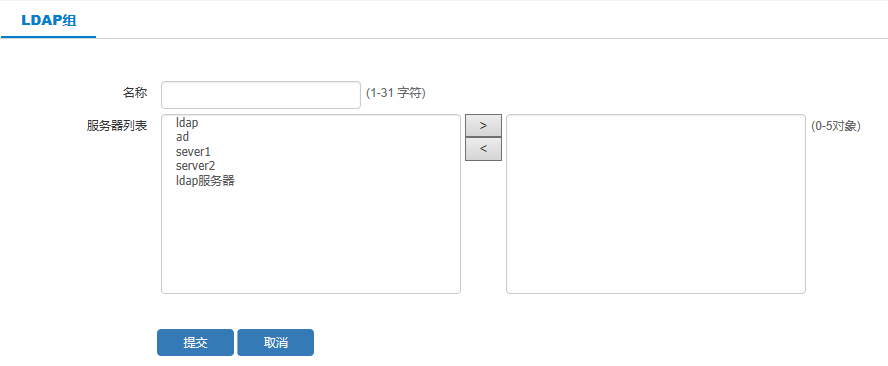 LDAP组
名称 (1-31 字符)
服务器列表 ldap > (0-5对象)
ad
sever1 <
server2
ldap服务器
提交 取消